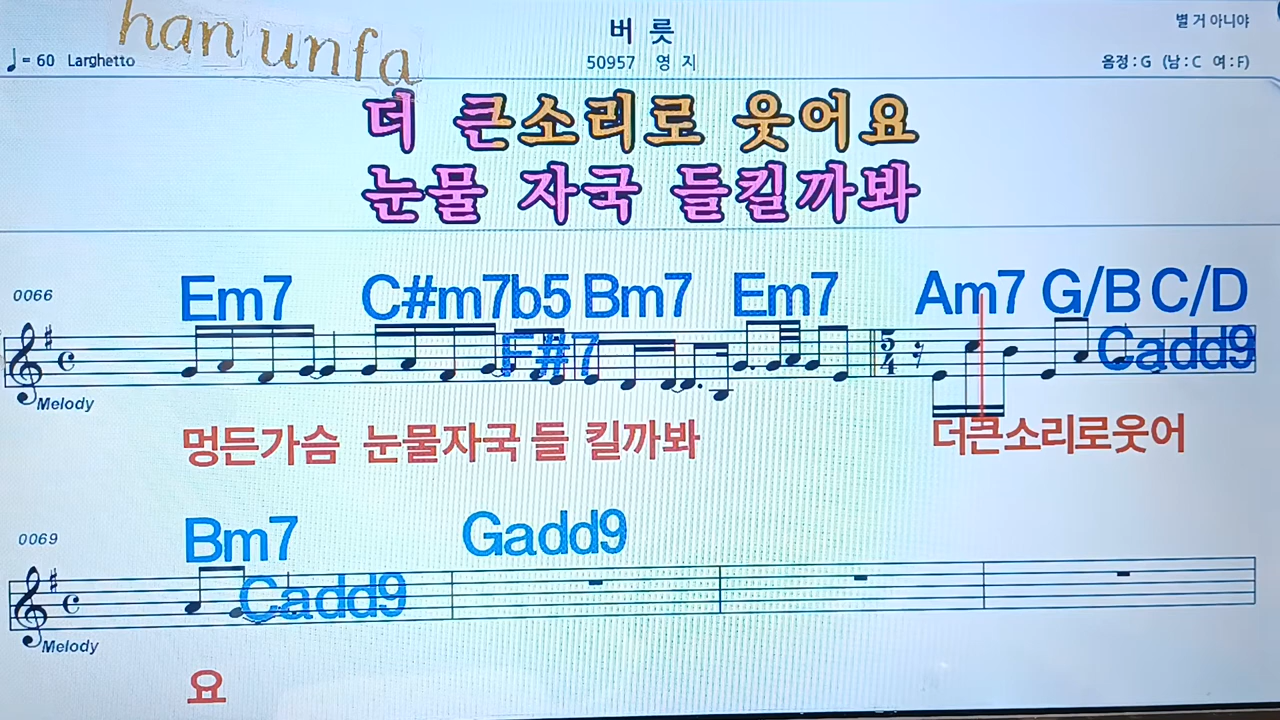 han unfa
버 릇
별 거 아니야
♩= 60 Larghetto
50957 영 지
음정:G (남:C 여:F)
더 큰소리로 웃어요
눈물 자국 들킬까봐
0066
Em7 C#m7b5 Bm7 Em7 Am7 G/B C/D
F#7 Cadd9
5
4
Melody
멍든가슴 눈물자국 들 킬까봐 더큰소리로웃어
0069
Bm7 Gadd9
Cadd9
Melody
요